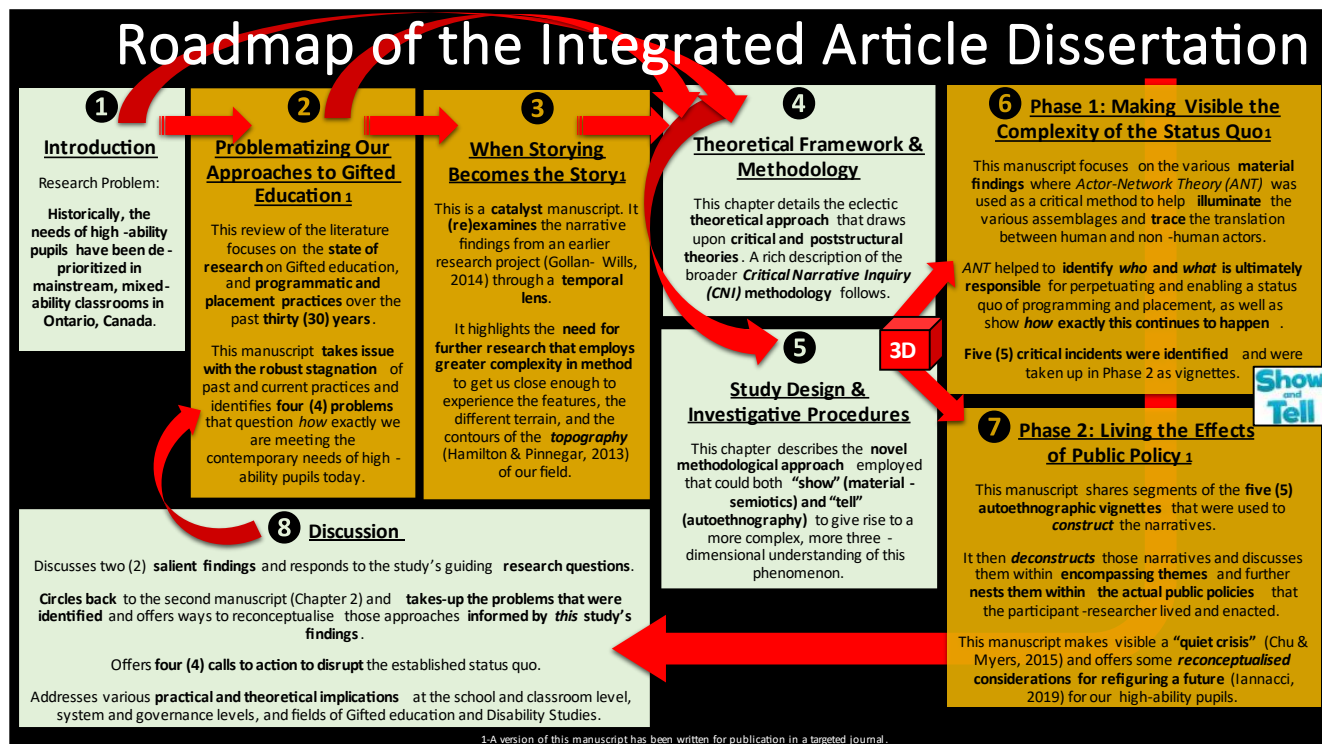 Roadmap of the Integrated Article Dissertation
1
Introduction
Research Problem:
Historically, the
needs of high -ability
pupils have been de -
prioritized in
mainstream, mixed-
ability classrooms in
Ontario, Canada.
2
Problematizing Our
Approaches to Gifted
Education 1
This review of the literature
focuses on the state of
research on Gifted education,
and programmatic and
placement practices over the
past thirty (30) years.
This manuscript takes issue
with the robust stagnation of
past and current practices and
identifies four (4) problems
that question how exactly we
are meeting the
contemporary needs of high -
ability pupils today.
3
When Storying
Becomes the Story1
This is a catalyst manuscript. It
(re)examines the narrative
findings from an earlier
research project (Gollan- Wills,
2014) through a temporal
lens.
It highlights the need for
further research that employs
greater complexity in method
to get us close enough to
experience the features, the
different terrain, and the
contours of the topography
(Hamilton & Pinnegar, 2013)
of our field.
4
Theoretical Framework &
Methodology
This chapter details the eclectic
theoretical approach that draws
upon critical and poststructural
theories. A rich description of the
broader Critical Narrative Inquiry
(CNI) methodology follows.
5
Study Design &
Investigative Procedures
This chapter describes the novel
methodological approach employed
that could both “show” (material -
semiotics) and “tell”
(autoethnography) to give rise to a
more complex, more three -
dimensional understanding of this
phenomenon.
3D
6 Phase 1: Making Visible the
Complexity of the Status Quo1
This manuscript focuses on the various material
findings where Actor-Network Theory (ANT) was
used as a critical method to help illuminate the
various assemblages and trace the translation
between human and non -human actors.
ANT helped to identify who and what is ultimately
responsible for perpetuating and enabling a status
quo of programming and placement, as well as
show how exactly this continues to happen .
Five (5) critical incidents were identified and were
taken up in Phase 2 as vignettes.
Show
and
Tell
7 Phase 2: Living the Effects
of Public Policy 1
This manuscript shares segments of the five (5)
autoethnographic vignettes that were used to
construct the narratives.
It then deconstructs those narratives and discusses
them within encompassing themes and further
nests them within the actual public policies that
the participant -researcher lived and enacted.
This manuscript makes visible a “quiet crisis” (Chu &
Myers, 2015) and offers some reconceptualised
considerations for refiguring a future (Iannacci,
2019) for our high-ability pupils.
8 Discussion
Discusses two (2) salient findings and responds to the study’s guiding research questions.
Circles back to the second manuscript (Chapter 2) and takes-up the problems that were
identified and offers ways to reconceptualise those approaches informed by this study’s
findings.
Offers four (4) calls to action to disrupt the established status quo.
Addresses various practical and theoretical implications at the school and classroom level,
system and governance levels, and fields of Gifted education and Disability Studies.
1-A version of this manuscript has been written for publication in a targeted journal.